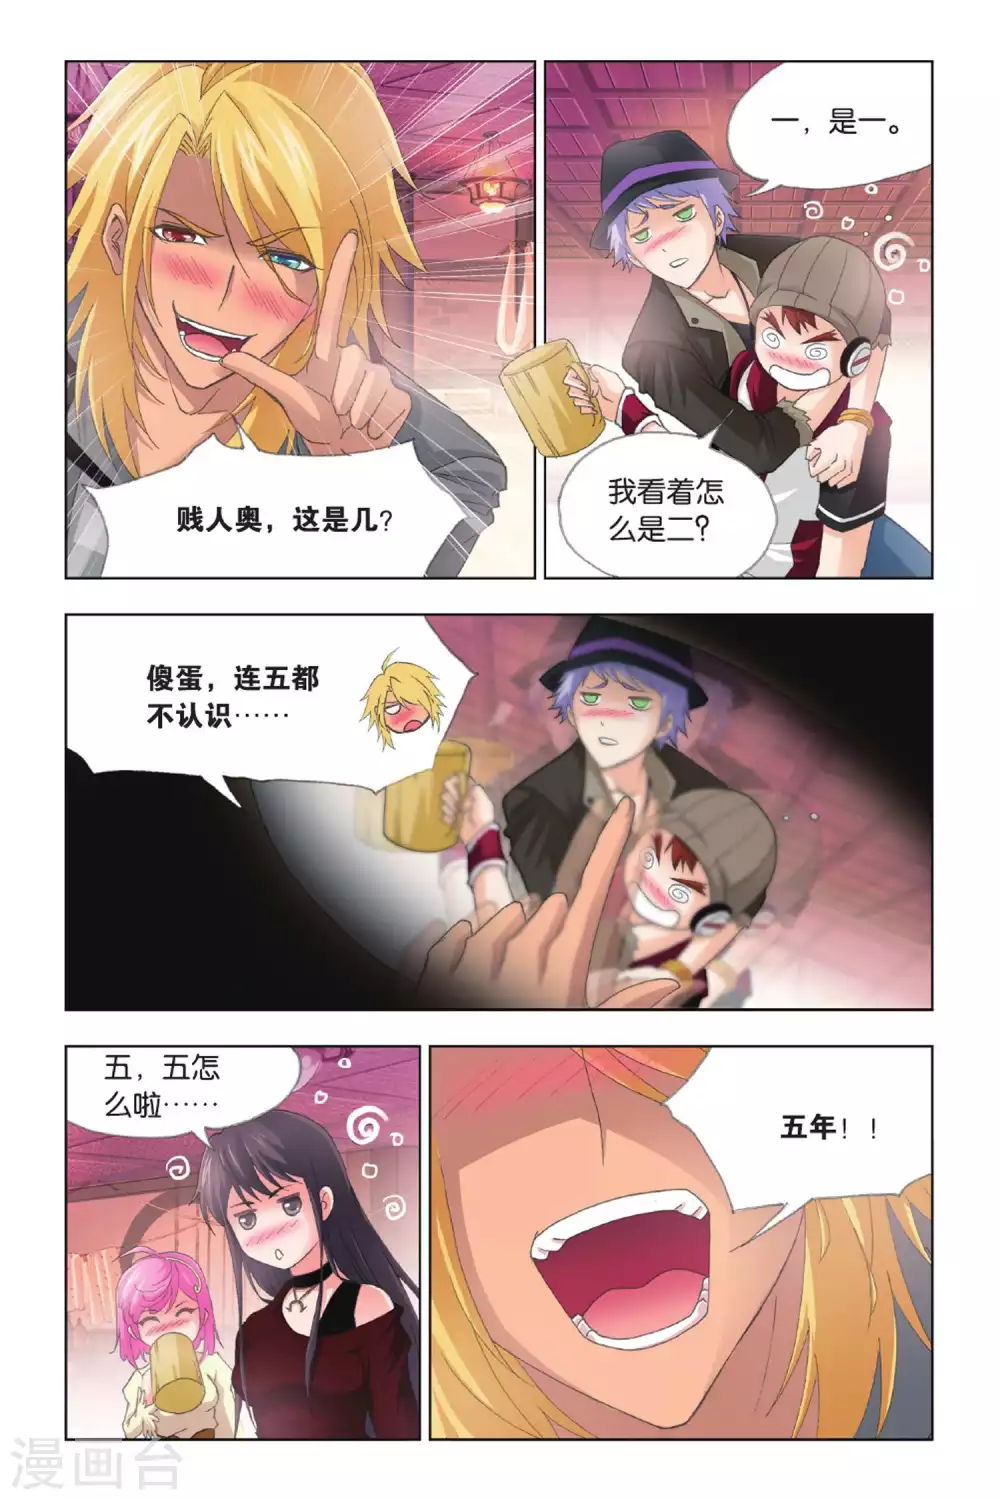 贱人奥，这是几？
一，是一。
我看着怎
么是二？
傻蛋，连五都
不认识……
五，五怎
么啦……
五年！！
漫画台